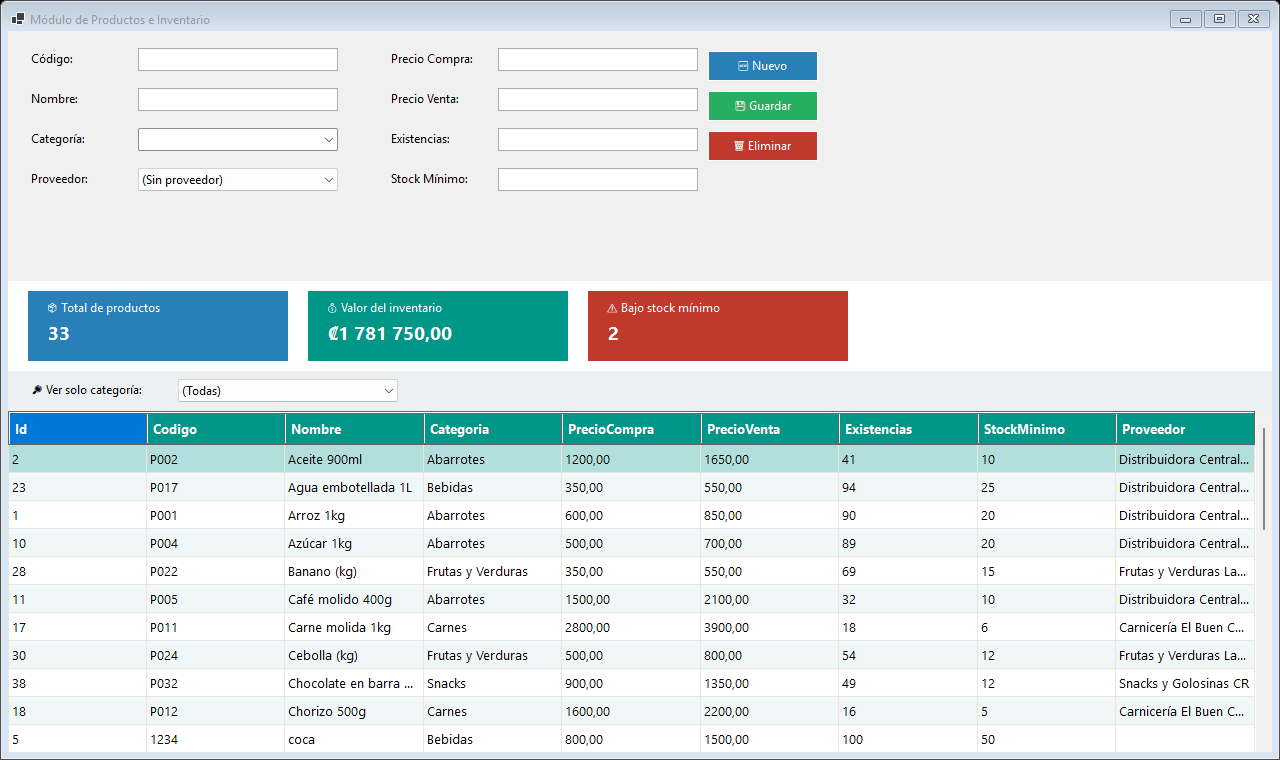 Módulo de Productos e Inventario
Código: Precio Compra: Nuevo
Nombre: Precio Venta: Guardar
Categoría: Existencias: Eliminar
Proveedor: (Sin proveedor) Stock Mínimo:
Total de productos Valor del inventario Bajo stock mínimo
33 ₡1 781 750,00 2
Ver solo categoría: (Todas)
Id Codigo Nombre Categoria PrecioCompra PrecioVenta Existencias StockMinimo Proveedor
2 P002 Aceite 900ml Abarrotes 1200,00 1650,00 41 10 Distribuidora Central...
23 P017 Agua embotellada 1L Bebidas 350,00 550,00 94 25 Distribuidora Central...
1 P001 Arroz 1kg Abarrotes 600,00 850,00 90 20 Distribuidora Central...
10 P004 Azúcar 1kg Abarrotes 500,00 700,00 89 20 Distribuidora Central...
28 P022 Banano (kg) Frutas y Verduras 350,00 550,00 69 15 Frutas y Verduras La...
11 P005 Café molido 400g Abarrotes 1500,00 2100,00 32 10 Distribuidora Central...
17 P011 Carne molida 1kg Carnes 2800,00 3900,00 18 6 Carnicería El Buen C...
30 P024 Cebolla (kg) Frutas y Verduras 500,00 800,00 54 12 Frutas y Verduras La...
38 P032 Chocolate en barra ... Snacks 900,00 1350,00 49 12 Snacks y Golosinas CR
18 P012 Chorizo 500g Carnes 1600,00 2200,00 16 5 Carnicería El Buen C...
5 1234 coca Bebidas 800,00 1500,00 100 50